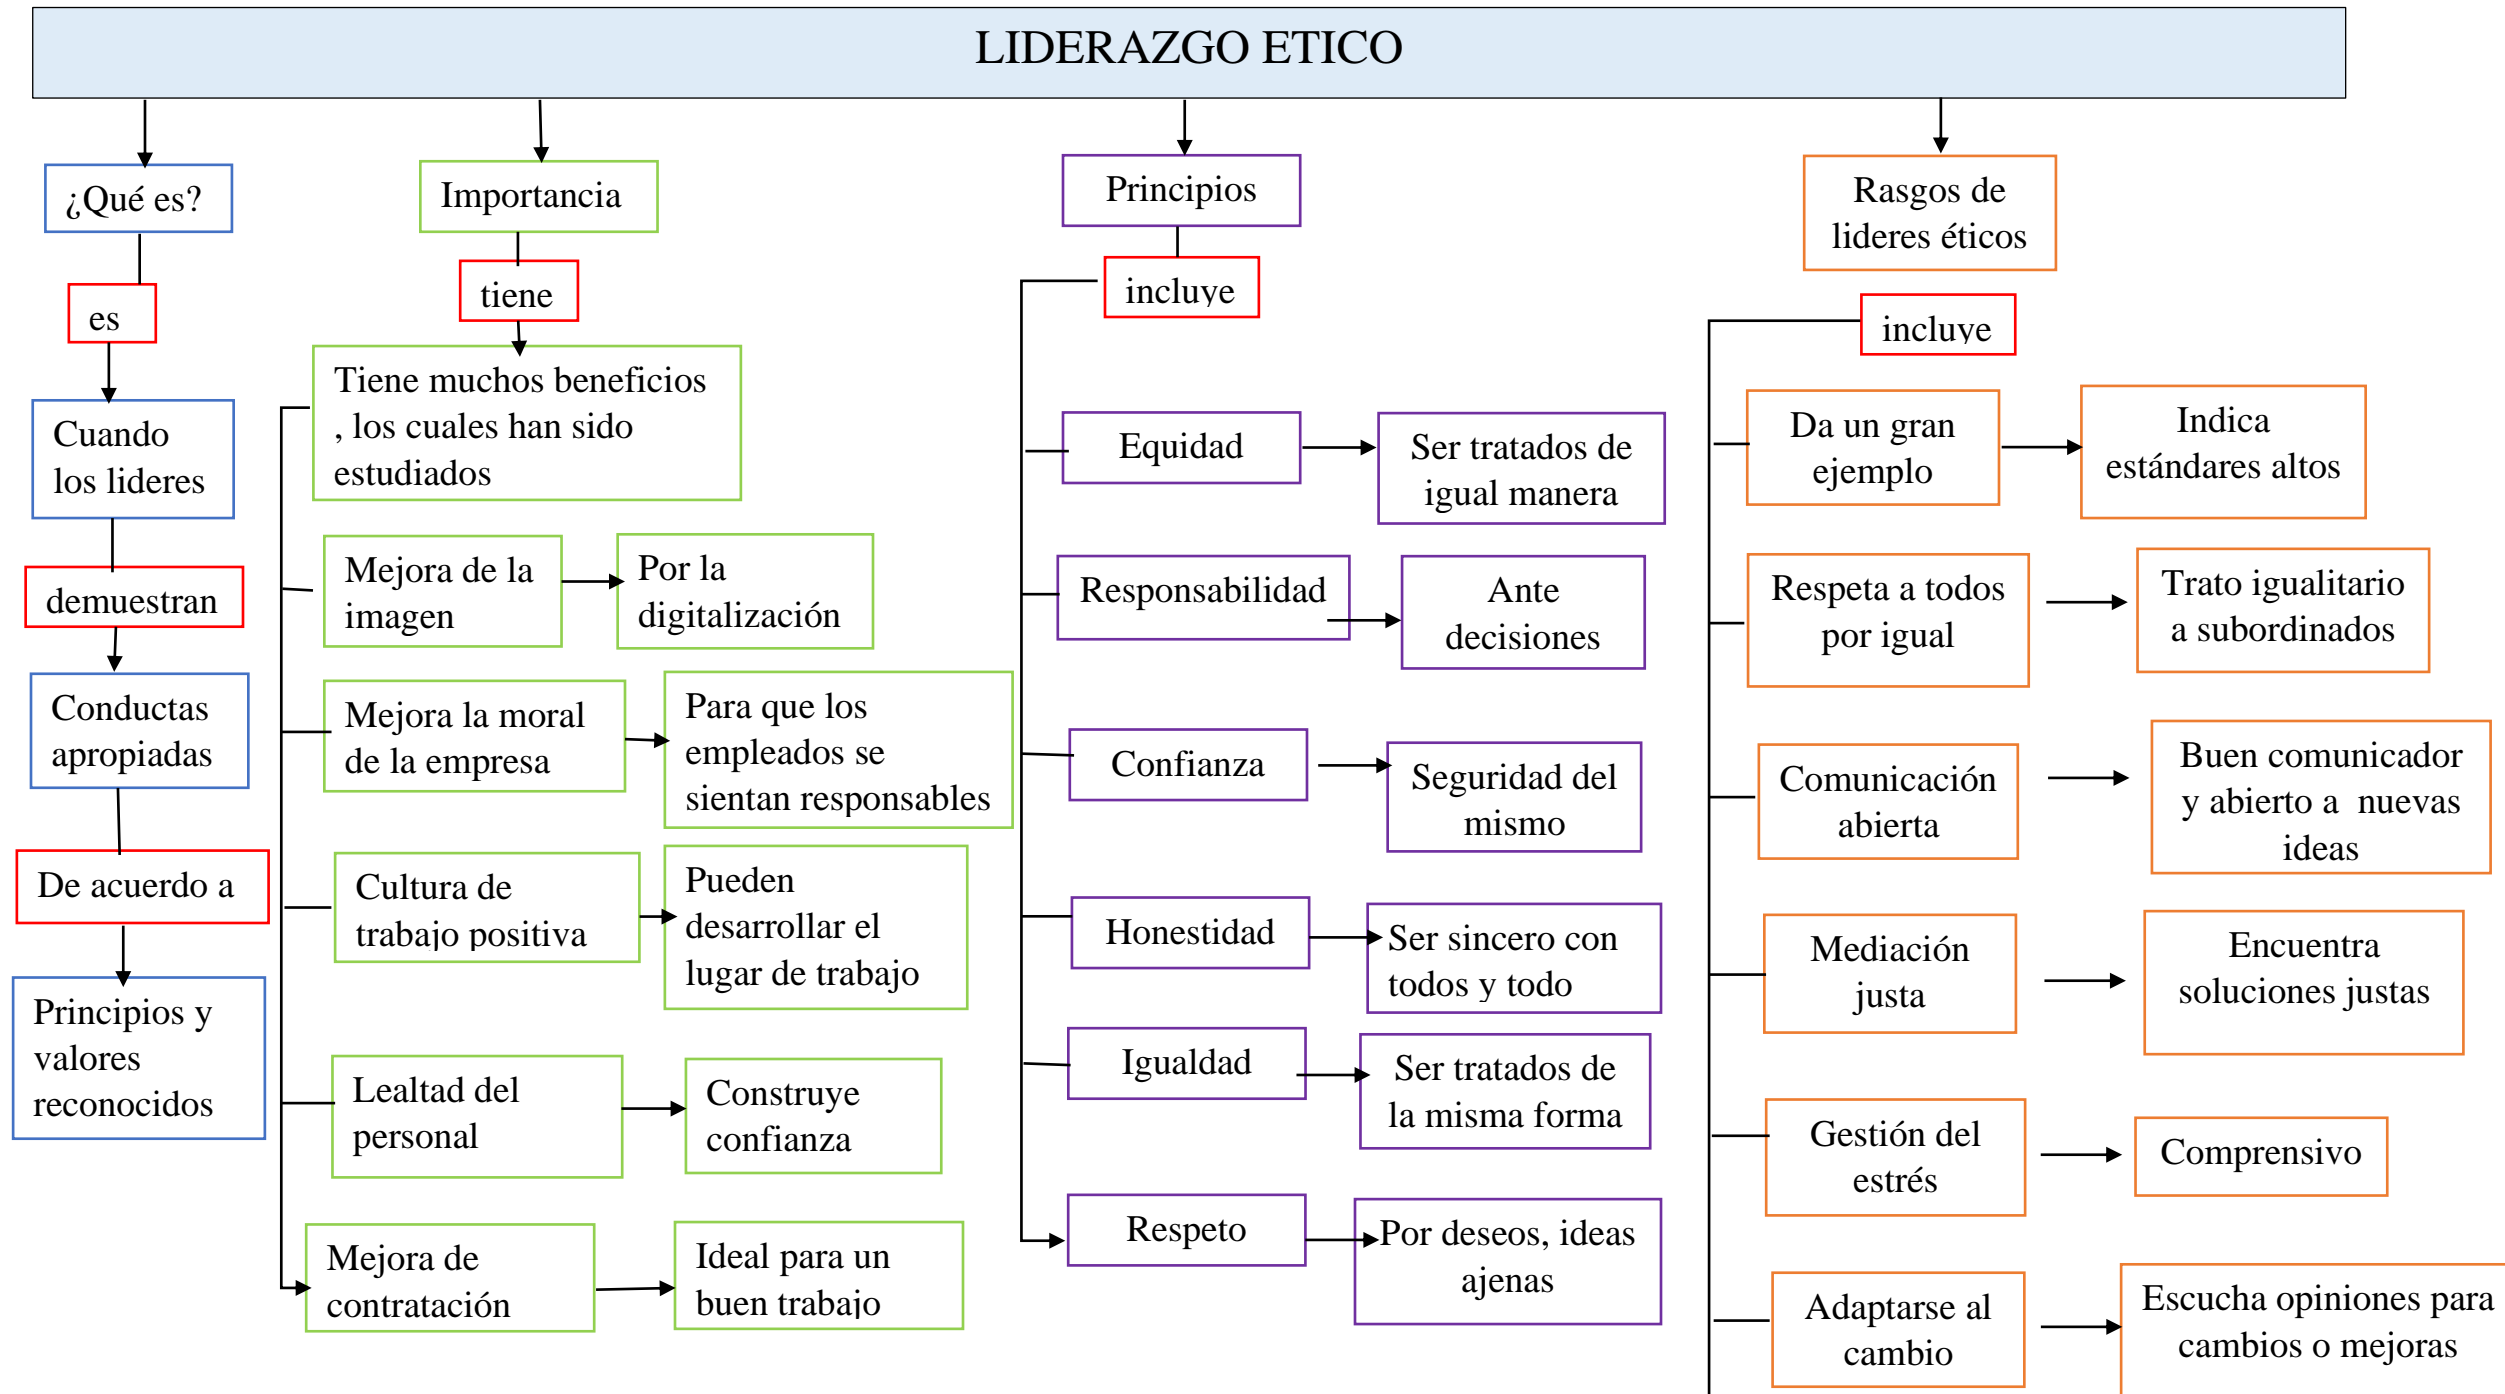 LIDERAZGO ETICO
¿Qué es?
es
Cuando
los lideres
demuestran
Conductas
apropiadas
De acuerdo a
Principios y
valores
reconocidos
Importancia
tiene
Tiene muchos beneficios
, los cuales han sido
estudiados
Mejora de la
imagen
Por la
digitalización
Mejora la moral
de la empresa
Para que los
empleados se
sientan responsables
Cultura de
trabajo positiva
Pueden
desarrollar el
lugar de trabajo
Lealtad del
personal
Construye
confianza
Mejora de
contratación
Ideal para un
buen trabajo
Principios
incluye
Equidad
Ser tratados de
igual manera
Responsabilidad
Ante
decisiones
Confianza
Seguridad del
mismo
Honestidad
Ser sincero con
todos y todo
Igualdad
Ser tratados de
la misma forma
Respeto
Por deseos, ideas
ajenas
Rasgos de
lideres éticos
incluye
Da un gran
ejemplo
Indica
estándares altos
Respeta a todos
por igual
Trato igualitario
a subordinados
Comunicación
abierta
Buen comunicador
y abierto a  nuevas
ideas
Mediación
justa
Encuentra
soluciones justas
Gestión del
estrés
Comprensivo
Adaptarse al
cambio
Escucha opiniones para
cambios o mejoras